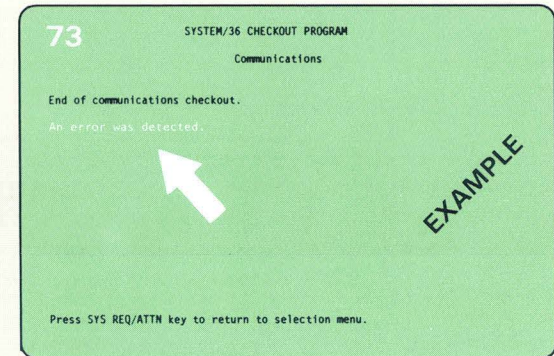 73
SYSTEM/36 CHECKOUT PROGRAM
Communications
End of communications checkout.
An error was detected.
EXAMPLE
Press SYS REQ/ATTN key to return to selection menu.